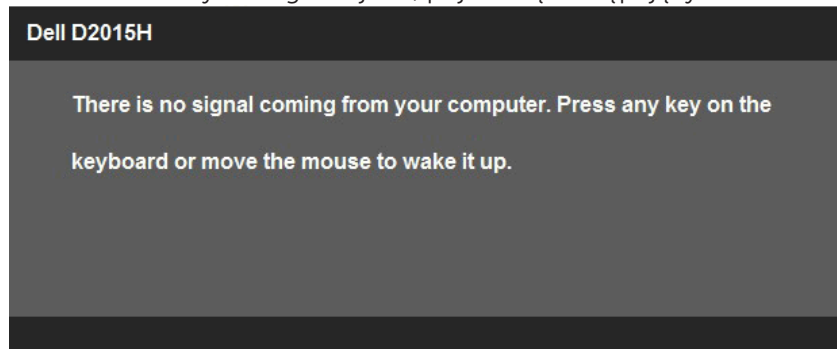 Dell D2015H
There is no signal coming from your computer. Press any key on the
keyboard or move the mouse to wake it up.